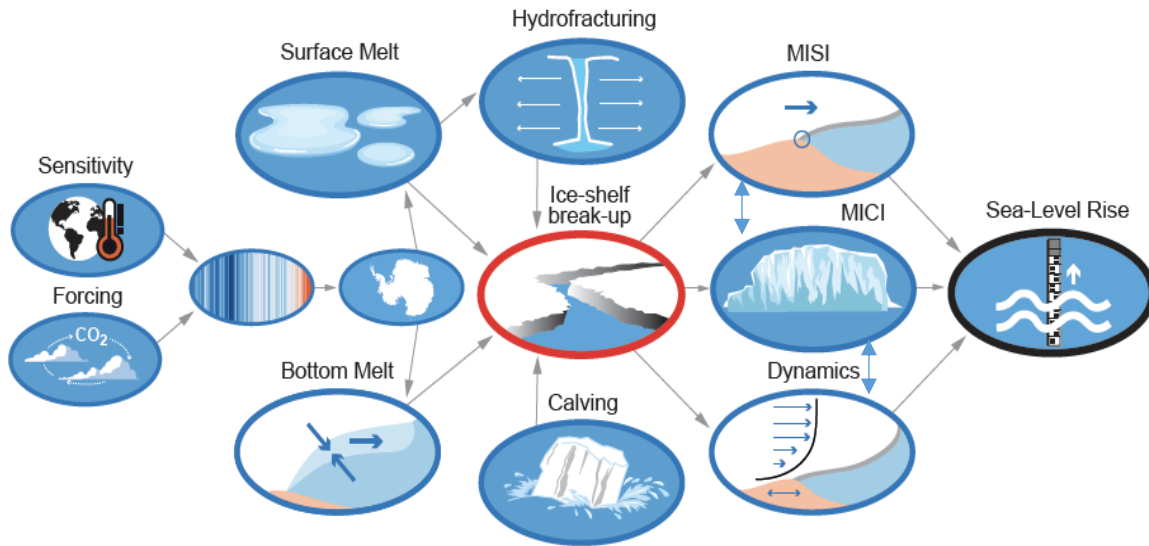 Hydrofracturing
Surface Melt
MISI
Sensitivity
Ice-shelf
break-up
MICI
Sea-Level Rise
Forcing
CO2
Bottom Melt
Calving
Dynamics